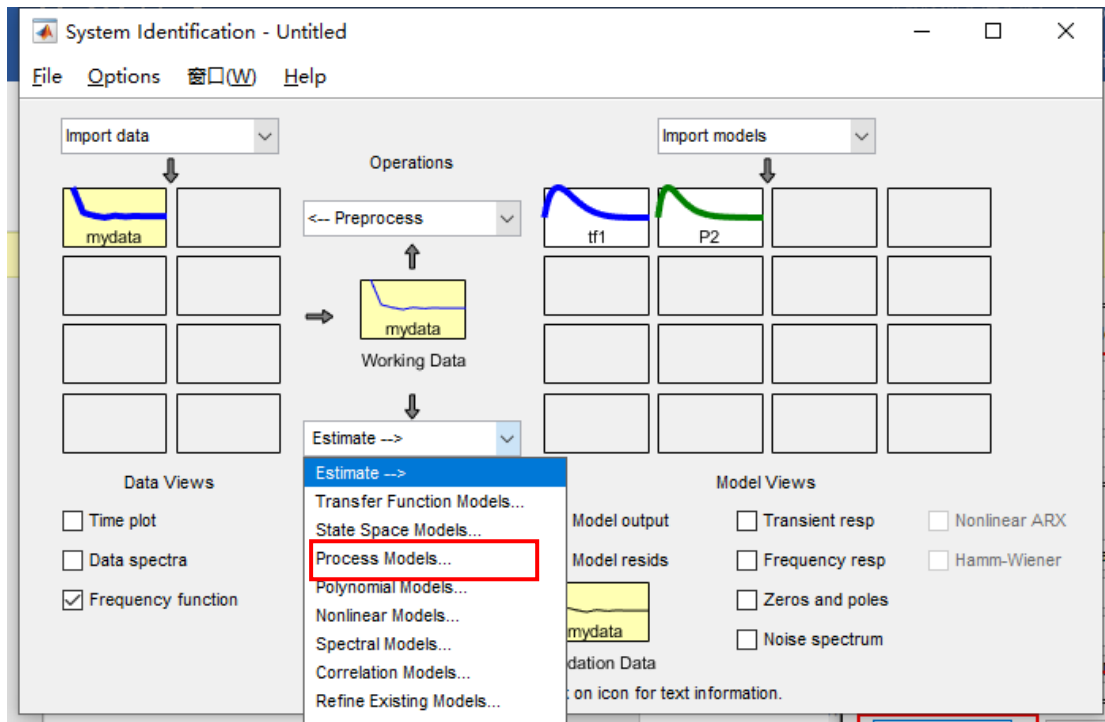 System Identification - Untitled
File Options 窗口(W) Help
Import data
Import models
Operations
<-- Preprocess
mydata
tf1
P2
mydata
Working Data
Estimate -->
Estimate -->
Transfer Function Models...
State Space Models...
Process Models...
Polynomial Models...
Nonlinear Models...
Spectral Models...
Correlation Models...
Refine Existing Models...
Data Views
Time plot
Data spectra
Frequency function
Model Views
Model output
Transient resp
Nonlinear ARX
Model resids
Frequency resp
Hamm-Wiener
Zeros and poles
mydata
Noise spectrum
dation Data
on icon for text information.